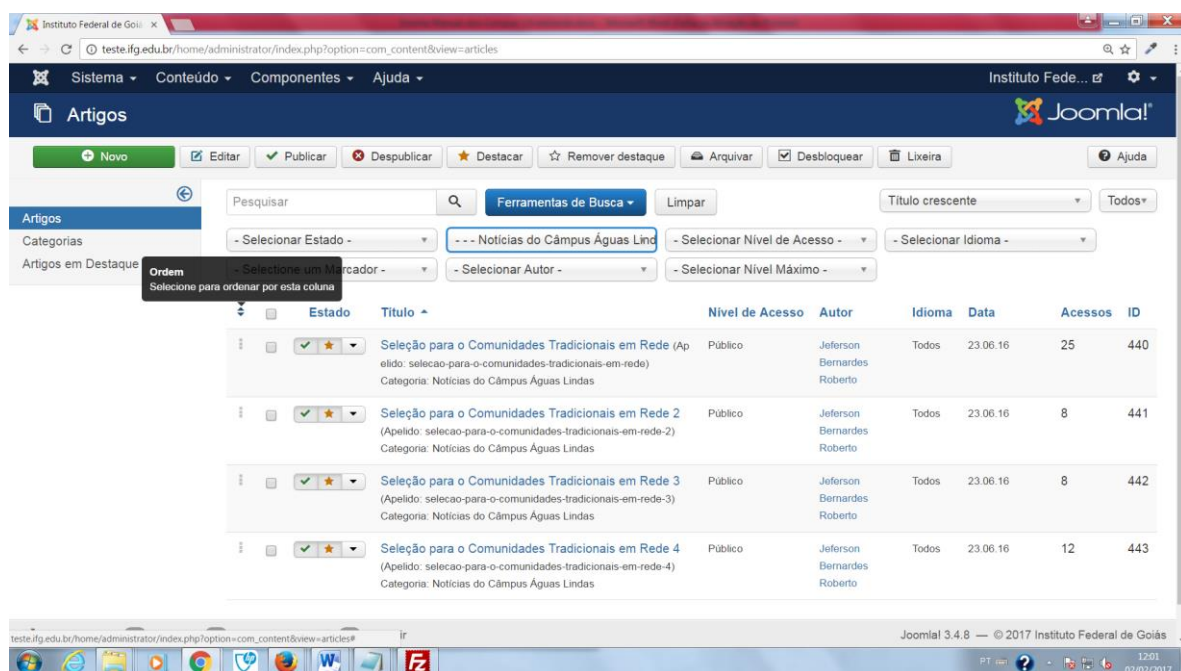 Instituto Federal de Goiá
teste.ifg.edu.br/home/administrator/index.php?option=com_content&view=articles
Sistema Conteúdo Componentes Ajuda Instituto Fede...
Artigos Joomla!
Novo Editar Publicar Despublicar Destacar Remover destaque Arquivar Desbloquear Lixeira Ajuda
Pesquisar Ferramentas de Busca Limpar Título crescente Todos
Artigos
Categorias
Artigos em Destaque
- Selecionar Estado - - - - Notícias do Câmpus Águas Lind - Selecionar Nível de Acesso - - Selecionar Idioma -
- Selectione um Marcador - - Selecionar Autor - - Selecionar Nível Máximo -
Ordem
Selecione para ordenar por esta coluna
Estado Título Nível de Acesso Autor Idioma Data Acessos ID
Seleção para o Comunidades Tradicionais em Rede (Ap Público Jeferson Todos 23.06.16 25 440
elido: selecao-para-o-comunidades-tradicionais-em-rede) Bernardes
Categoria: Notícias do Câmpus Águas Lindas Roberto
Seleção para o Comunidades Tradicionais em Rede 2 Público Jeferson Todos 23.06.16 8 441
(Apelido: selecao-para-o-comunidades-tradicionais-em-rede-2) Bernardes
Categoria: Notícias do Câmpus Águas Lindas Roberto
Seleção para o Comunidades Tradicionais em Rede 3 Público Jeferson Todos 23.06.16 8 442
(Apelido: selecao-para-o-comunidades-tradicionais-em-rede-3) Bernardes
Categoria: Notícias do Câmpus Águas Lindas Roberto
Seleção para o Comunidades Tradicionais em Rede 4 Público Jeferson Todos 23.06.16 12 443
(Apelido: selecao-para-o-comunidades-tradicionais-em-rede-4) Bernardes
Categoria: Notícias do Câmpus Águas Lindas Roberto
teste.ifg.edu.br/home/administrator/index.php?option=com_content&view=articles# ir Joomla! 3.4.8 — © 2017 Instituto Federal de Goiás
PT 12:01
02/02/2017